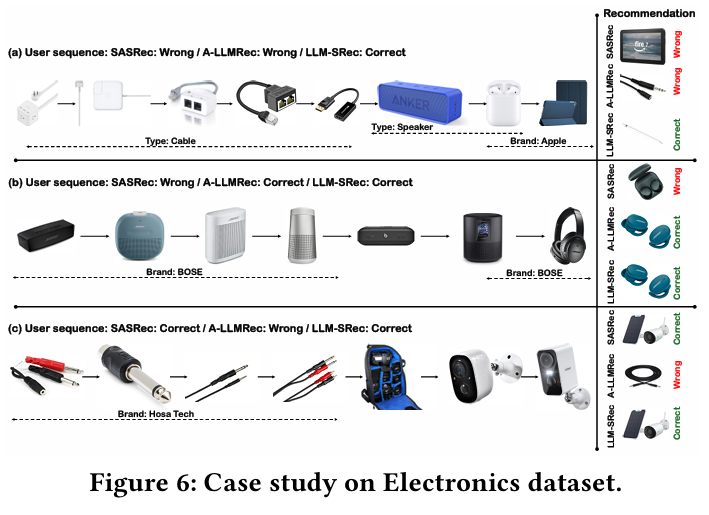 Recommendation
(a) User sequence: SASRec: Wrong / A-LLMRec: Wrong / LLM-SRec: Correct
SASRec
fire 7
Wrong
A-LLMRec
Wrong
ANKER
LLM-SRec
Correct
Type: Cable
Type: Speaker
Brand: Apple
(b) User sequence: SASRec: Wrong / A-LLMRec: Correct / LLM-SRec: Correct
SASRec
Wrong
A-LLMRec
Correct
LLM-SRec
Correct
Brand: BOSE
Brand: BOSE
(c) User sequence: SASRec: Correct / A-LLMRec: Wrong / LLM-SRec: Correct
SASRec
Correct
A-LLMRec
Wrong
LLM-SRec
Correct
Brand: Hosa Tech
Figure 6: Case study on Electronics dataset.